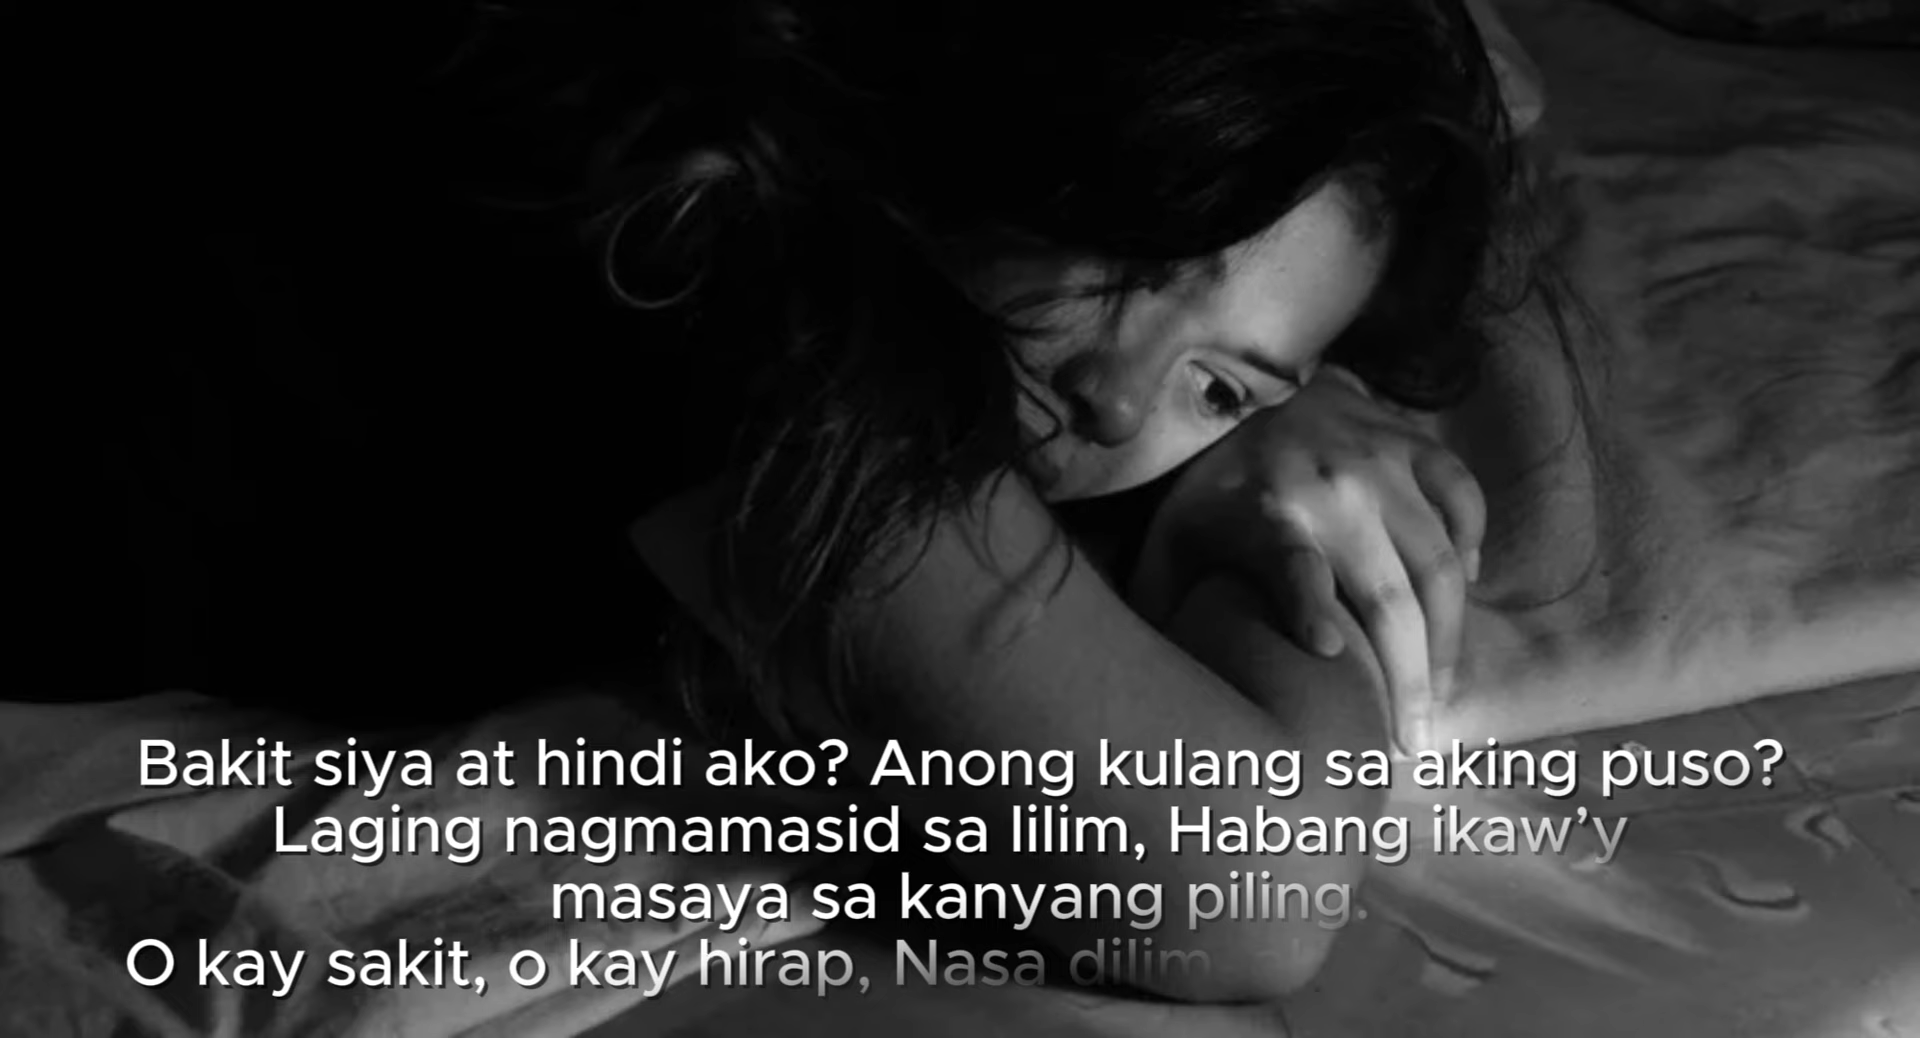 Bakit siya at hindi ako? Anong kulang sa aking puso?
Laging nagmamasid sa lilim, Habang ikaw’y
masaya sa kanyang piling.
O kay sakit, o kay hirap, Nasa dilim